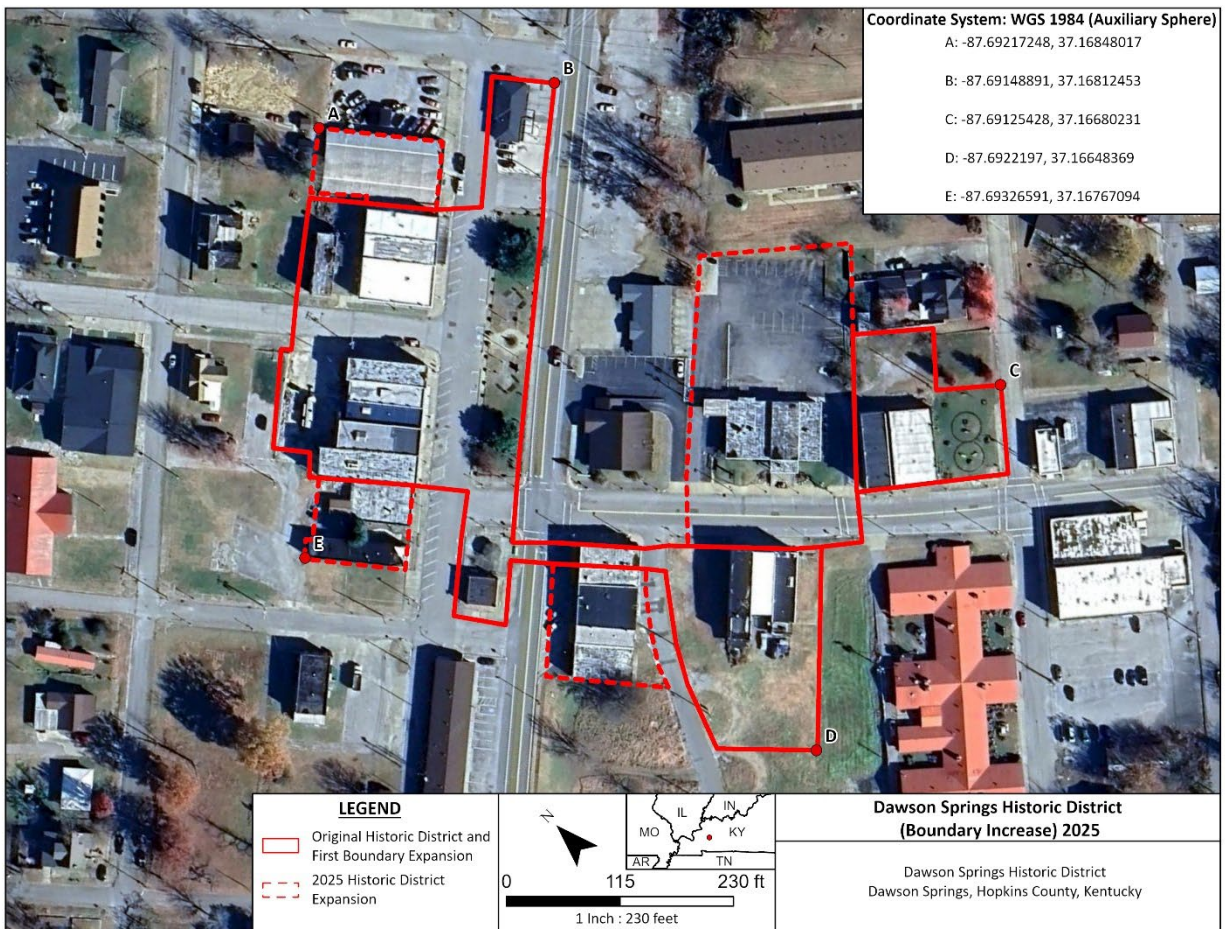 Coordinate System: WGS 1984 (Auxiliary Sphere)
A: -87.69217248, 37.16848017
B: -87.69148891, 37.16812453
C: -87.69125428, 37.16680231
D: -87.6922197, 37.16648369
E: -87.69326591, 37.16767094
B
A
C
E
D
LEGEND
Original Historic District and
First Boundary Expansion
2025 Historic District
Expansion
N
0 115 230 ft
1 Inch : 230 feet
IL
IN
MO
KY
AR
TN
Dawson Springs Historic District
(Boundary Increase) 2025
Dawson Springs Historic District
Dawson Springs, Hopkins County, Kentucky